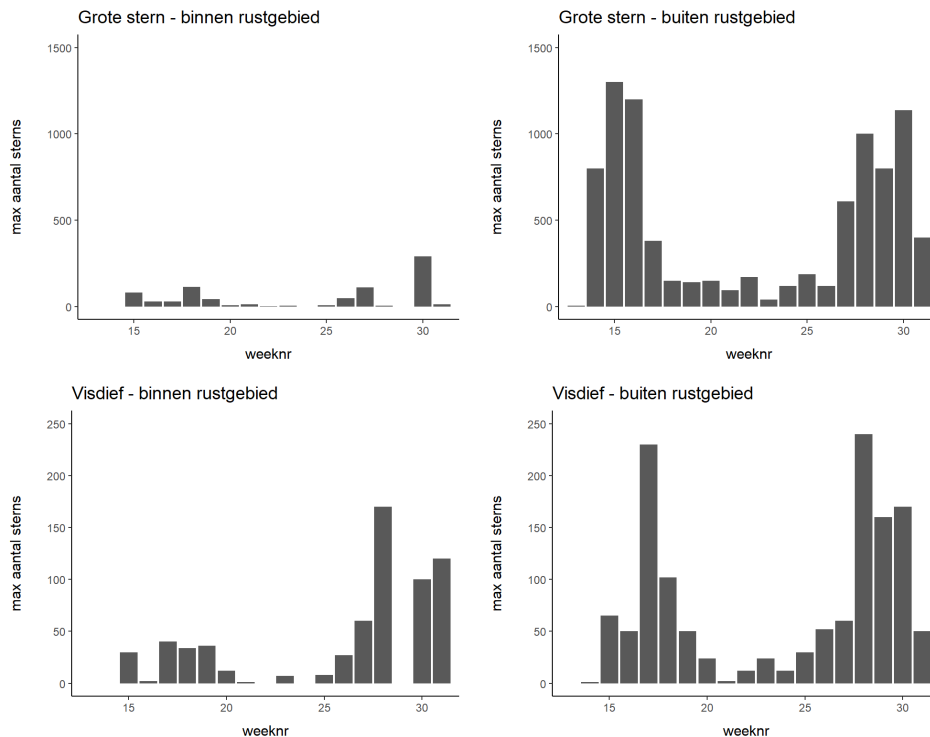 Grote stern - binnen rustgebied
1500
1000
500
0
max aantal sterns
15 20 25 30
weeknr
Grote stern - buiten rustgebied
1500
1000
500
0
max aantal sterns
15 20 25 30
weeknr
Visdief - binnen rustgebied
250
200
150
100
50
0
max aantal sterns
15 20 25 30
weeknr
Visdief - buiten rustgebied
250
200
150
100
50
0
max aantal sterns
15 20 25 30
weeknr